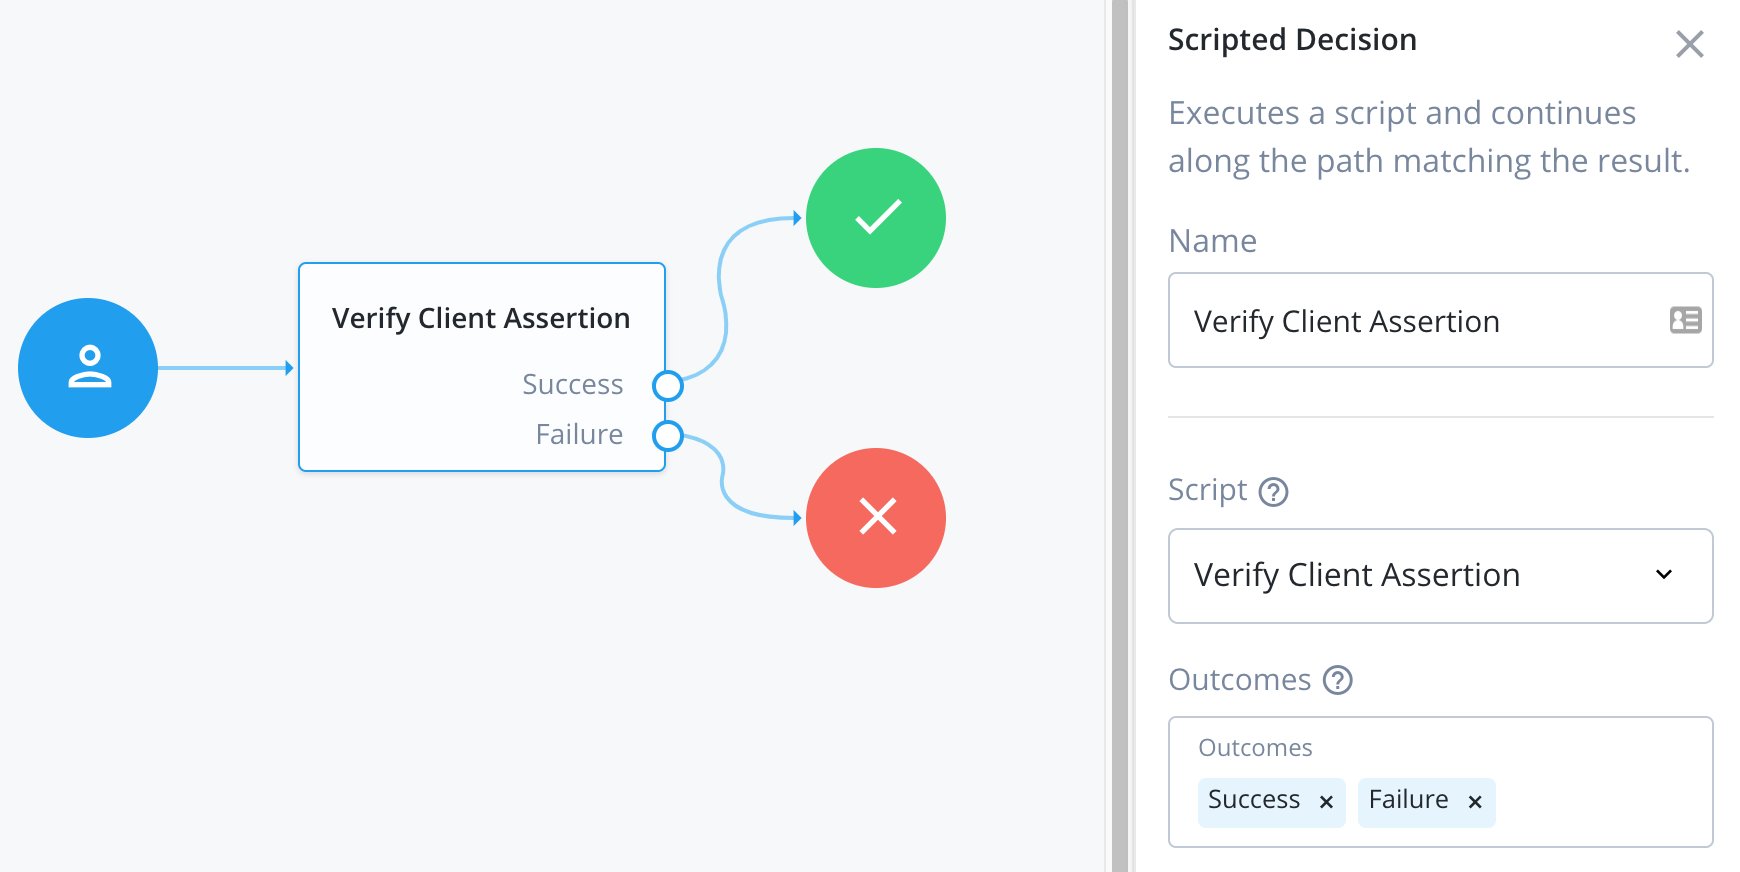 Verify Client Assertion
Success
Failure
Scripted Decision
Executes a script and continues
along the path matching the result.
Name
Verify Client Assertion
Script
Verify Client Assertion
Outcomes
Outcomes
Success
Failure